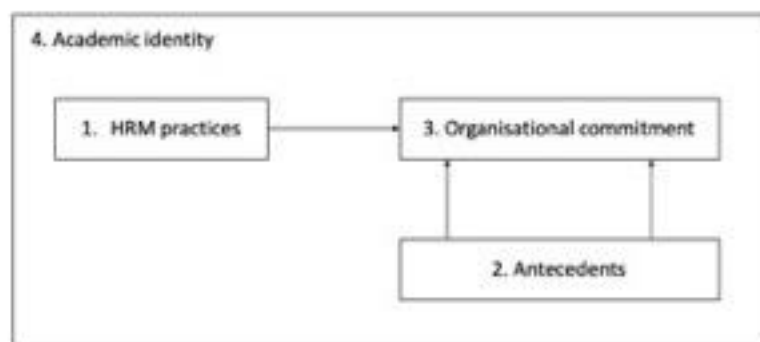 4. Academic identity
1. HRM practices
3. Organisational commitment
2. Antecedents